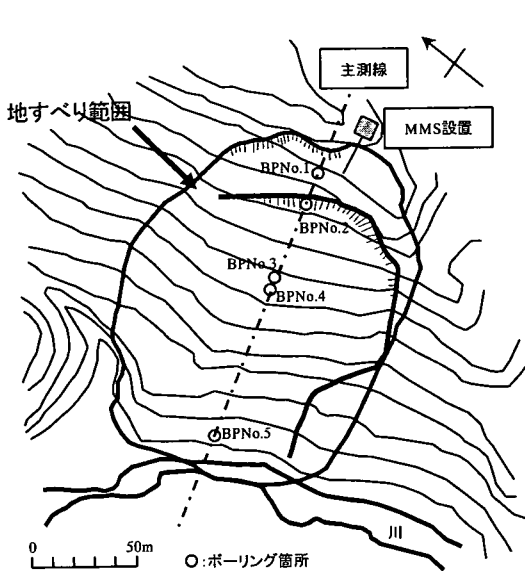 主測線
地すべり範囲
MMS設置
BPNo.1
BPNo.2
BPNo.3
BPNo.4
BPNo.5
川
0 50m
○:ボーリング箇所